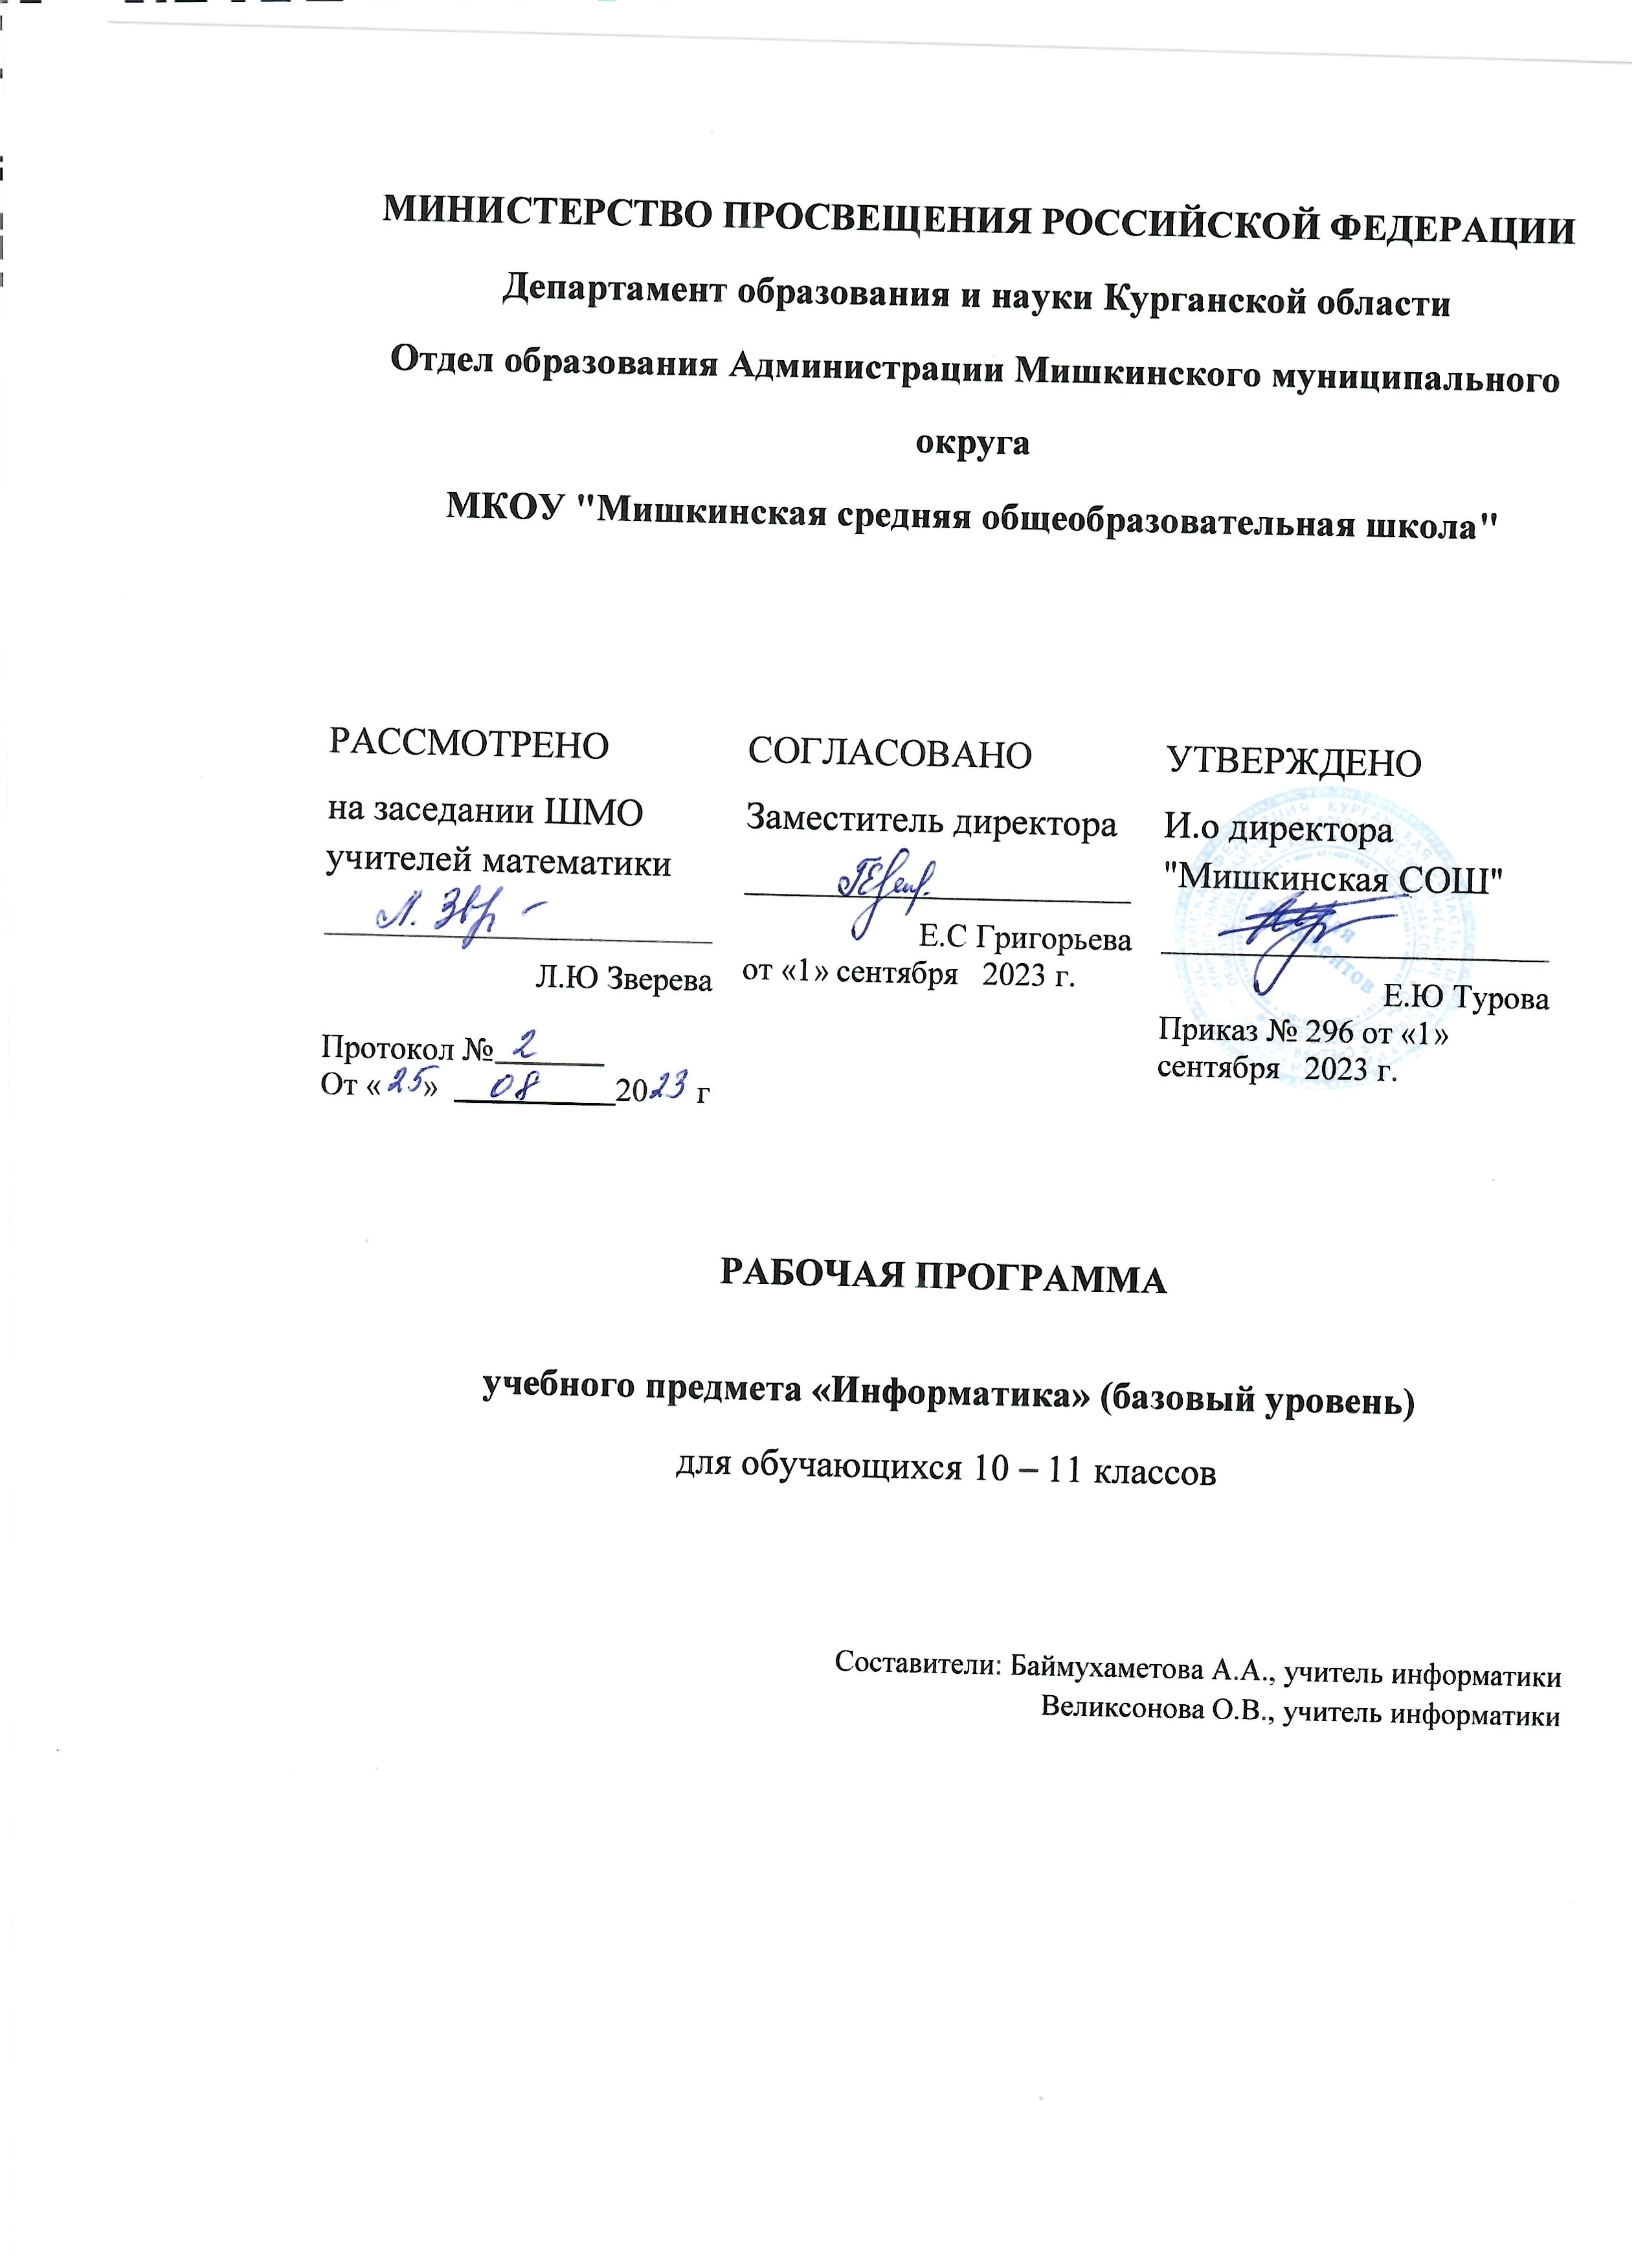 МИНИСТЕРСТВО ПРОСВЕЩЕНИЯ РОССИЙСКОЙ ФЕДЕРАЦИИ
Департамент образования и науки Курганской области
Отдел образования Администрации Мишкинского муниципального
округа
МКОУ "Мишкинская средняя общеобразовательная школа"
РАССМОТРЕНО
на заседании ШМО
учителей математики
Л. Звр
Л.Ю Зверева
Протокол № 2
От «25» 08 2023 г
СОГЛАСОВАНО
Заместитель директора
Е.С Григорьева
от «1» сентября 2023 г.
УТВЕРЖДЕНО
И.о директора
"Мишкинская СОШ"
Е.Ю Турова
Приказ № 296 от «1»
сентября 2023 г.
РАБОЧАЯ ПРОГРАММА
учебного предмета «Информатика» (базовый уровень)
для обучающихся 10 – 11 классов
Составители: Баймухаметова А.А., учитель информатики
Великсонова О.В., учитель информатики